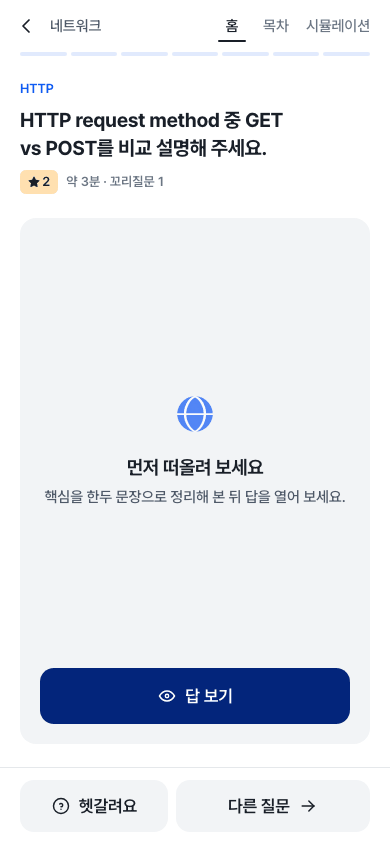 네트워크
홈
목차
시뮬레이션
HTTP
HTTP request method 중 GET
vs POST를 비교 설명해 주세요.
★2
약 3분 · 꼬리질문 1
먼저 떠올려 보세요
핵심을 한두 문장으로 정리해 본 뒤 답을 열어 보세요.
답 보기
헷갈려요
다른 질문 →